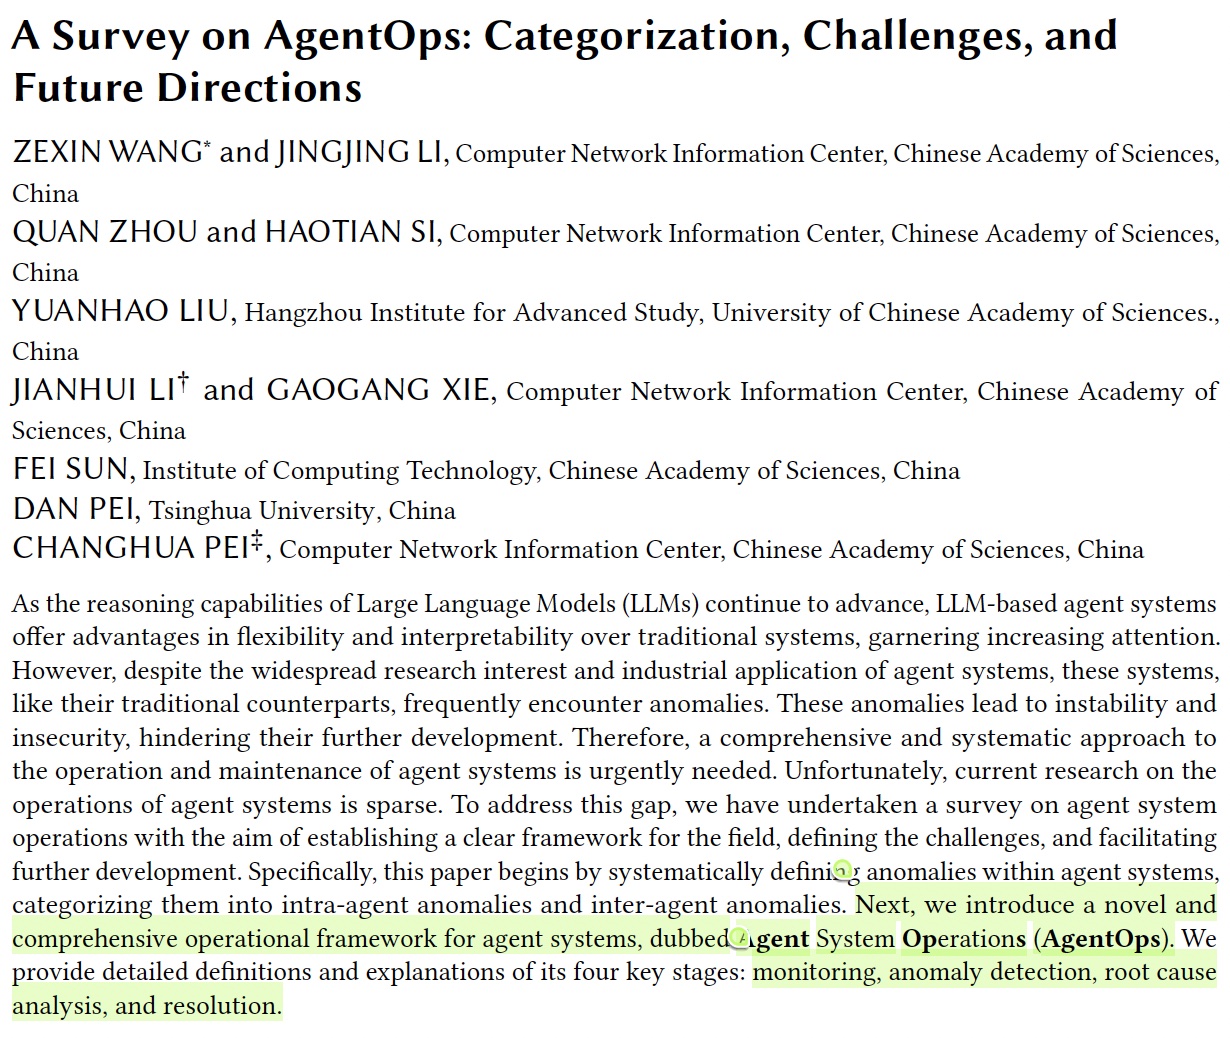 A Survey on AgentOps: Categorization, Challenges, and
Future Directions
ZEXIN WANG* and JINGJING LI, Computer Network Information Center, Chinese Academy of Sciences,
China
QUAN ZHOU and HAOTIAN SI, Computer Network Information Center, Chinese Academy of Sciences,
China
YUANHAO LIU, Hangzhou Institute for Advanced Study, University of Chinese Academy of Sciences.,
China
JIANHUI LI† and GAOGANG XIE, Computer Network Information Center, Chinese Academy of
Sciences, China
FEI SUN, Institute of Computing Technology, Chinese Academy of Sciences, China
DAN PEI, Tsinghua University, China
CHANGHUA PEI‡, Computer Network Information Center, Chinese Academy of Sciences, China
As the reasoning capabilities of Large Language Models (LLMs) continue to advance, LLM-based agent systems
offer advantages in flexibility and interpretability over traditional systems, garnering increasing attention.
However, despite the widespread research interest and industrial application of agent systems, these systems,
like their traditional counterparts, frequently encounter anomalies. These anomalies lead to instability and
insecurity, hindering their further development. Therefore, a comprehensive and systematic approach to
the operation and maintenance of agent systems is urgently needed. Unfortunately, current research on the
operations of agent systems is sparse. To address this gap, we have undertaken a survey on agent system
operations with the aim of establishing a clear framework for the field, defining the challenges, and facilitating
further development. Specifically, this paper begins by systematically defining anomalies within agent systems,
categorizing them into intra-agent anomalies and inter-agent anomalies. Next, we introduce a novel and
comprehensive operational framework for agent systems, dubbed Agent System Operations (AgentOps). We
provide detailed definitions and explanations of its four key stages: monitoring, anomaly detection, root cause
analysis, and resolution.